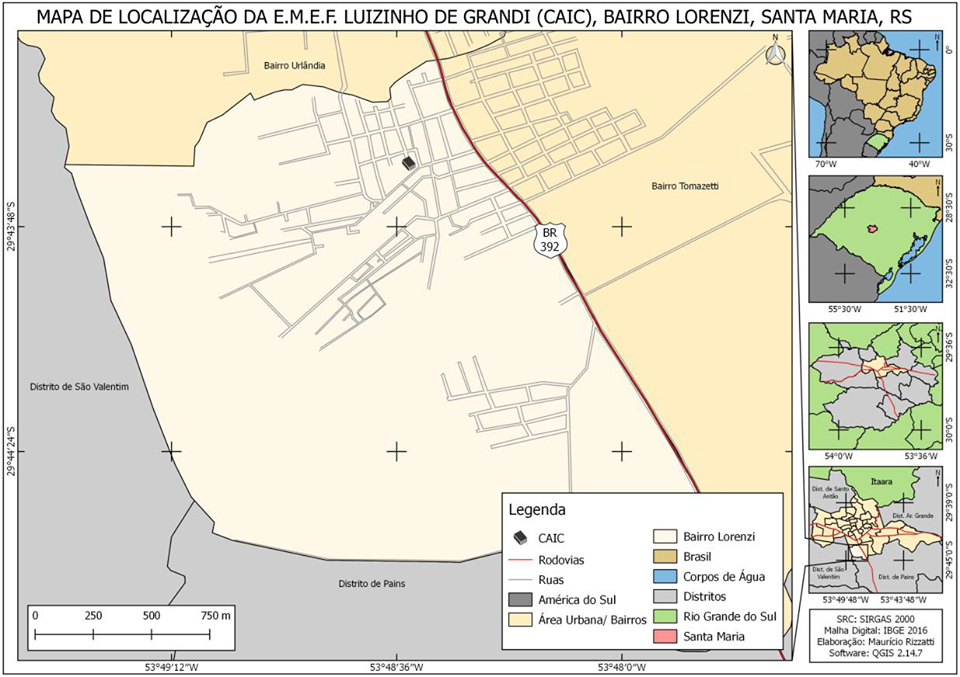 MAPA DE LOCALIZAÇÃO DA E.M.E.F. LUIZINHO DE GRANDI (CAIC), BAIRRO LORENZI, SANTA MARIA, RS
Bairro Urlândia
N
Bairro Tomazetti
BR
392
Distrito de São Valentim
Distrito de Pains
29°43'48"S
29°44'24"S
53°49'12"W
53°48'36"W
53°48'0"W
0
250
500
750 m
Legenda
CAIC
Rodovias
Ruas
América do Sul
Área Urbana/ Bairros
Bairro Lorenzi
Brasil
Corpos de Água
Distritos
Rio Grande do Sul
Santa Maria
N
0°
30°S
70°W
40°W
N
28°30'S
32°30'S
55°30'W
51°30'W
N
29°36'S
30°0'S
54°0'W
53°36'W
N
Itaara
Dist. de Santo
Antão
Dist. Ar. Grande
Dist. de São
Valentim
Dist. de Pains
29°39'0"S
29°45'0"S
53°49'48"W
53°43'48"W
SRC: SIRGAS 2000
Malha Digital: IBGE 2016
Elaboração: Maurício Rizzatti
Software: QGIS 2.14.7